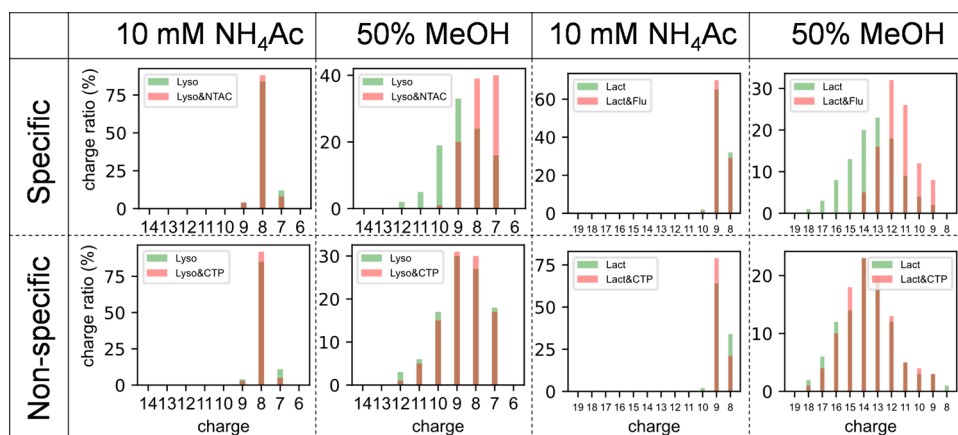 10 mM NH4Ac
50% MeOH
10 mM NH4Ac
50% MeOH
Specific
charge ratio (%)
75
50
25
0
Lyso
Lyso&NTAC
14 13 12 11 10 9 8 7 6
40
20
0
Lyso
Lyso&NTAC
14 13 12 11 10 9 8 7 6
60
40
20
0
Lact
Lact&Flu
19 18 17 16 15 14 13 12 11 10 9 8
30
20
10
0
Lact
Lact&Flu
19 18 17 16 15 14 13 12 11 10 9 8
Non-specific
charge ratio (%)
75
50
25
0
Lyso
Lyso&CTP
14 13 12 11 10 9 8 7 6
charge
30
20
10
0
Lyso
Lyso&CTP
14 13 12 11 10 9 8 7 6
charge
75
50
25
0
Lact
Lact&CTP
19 18 17 16 15 14 13 12 11 10 9 8
charge
20
10
0
Lact
Lact&CTP
19 18 17 16 15 14 13 12 11 10 9 8
charge